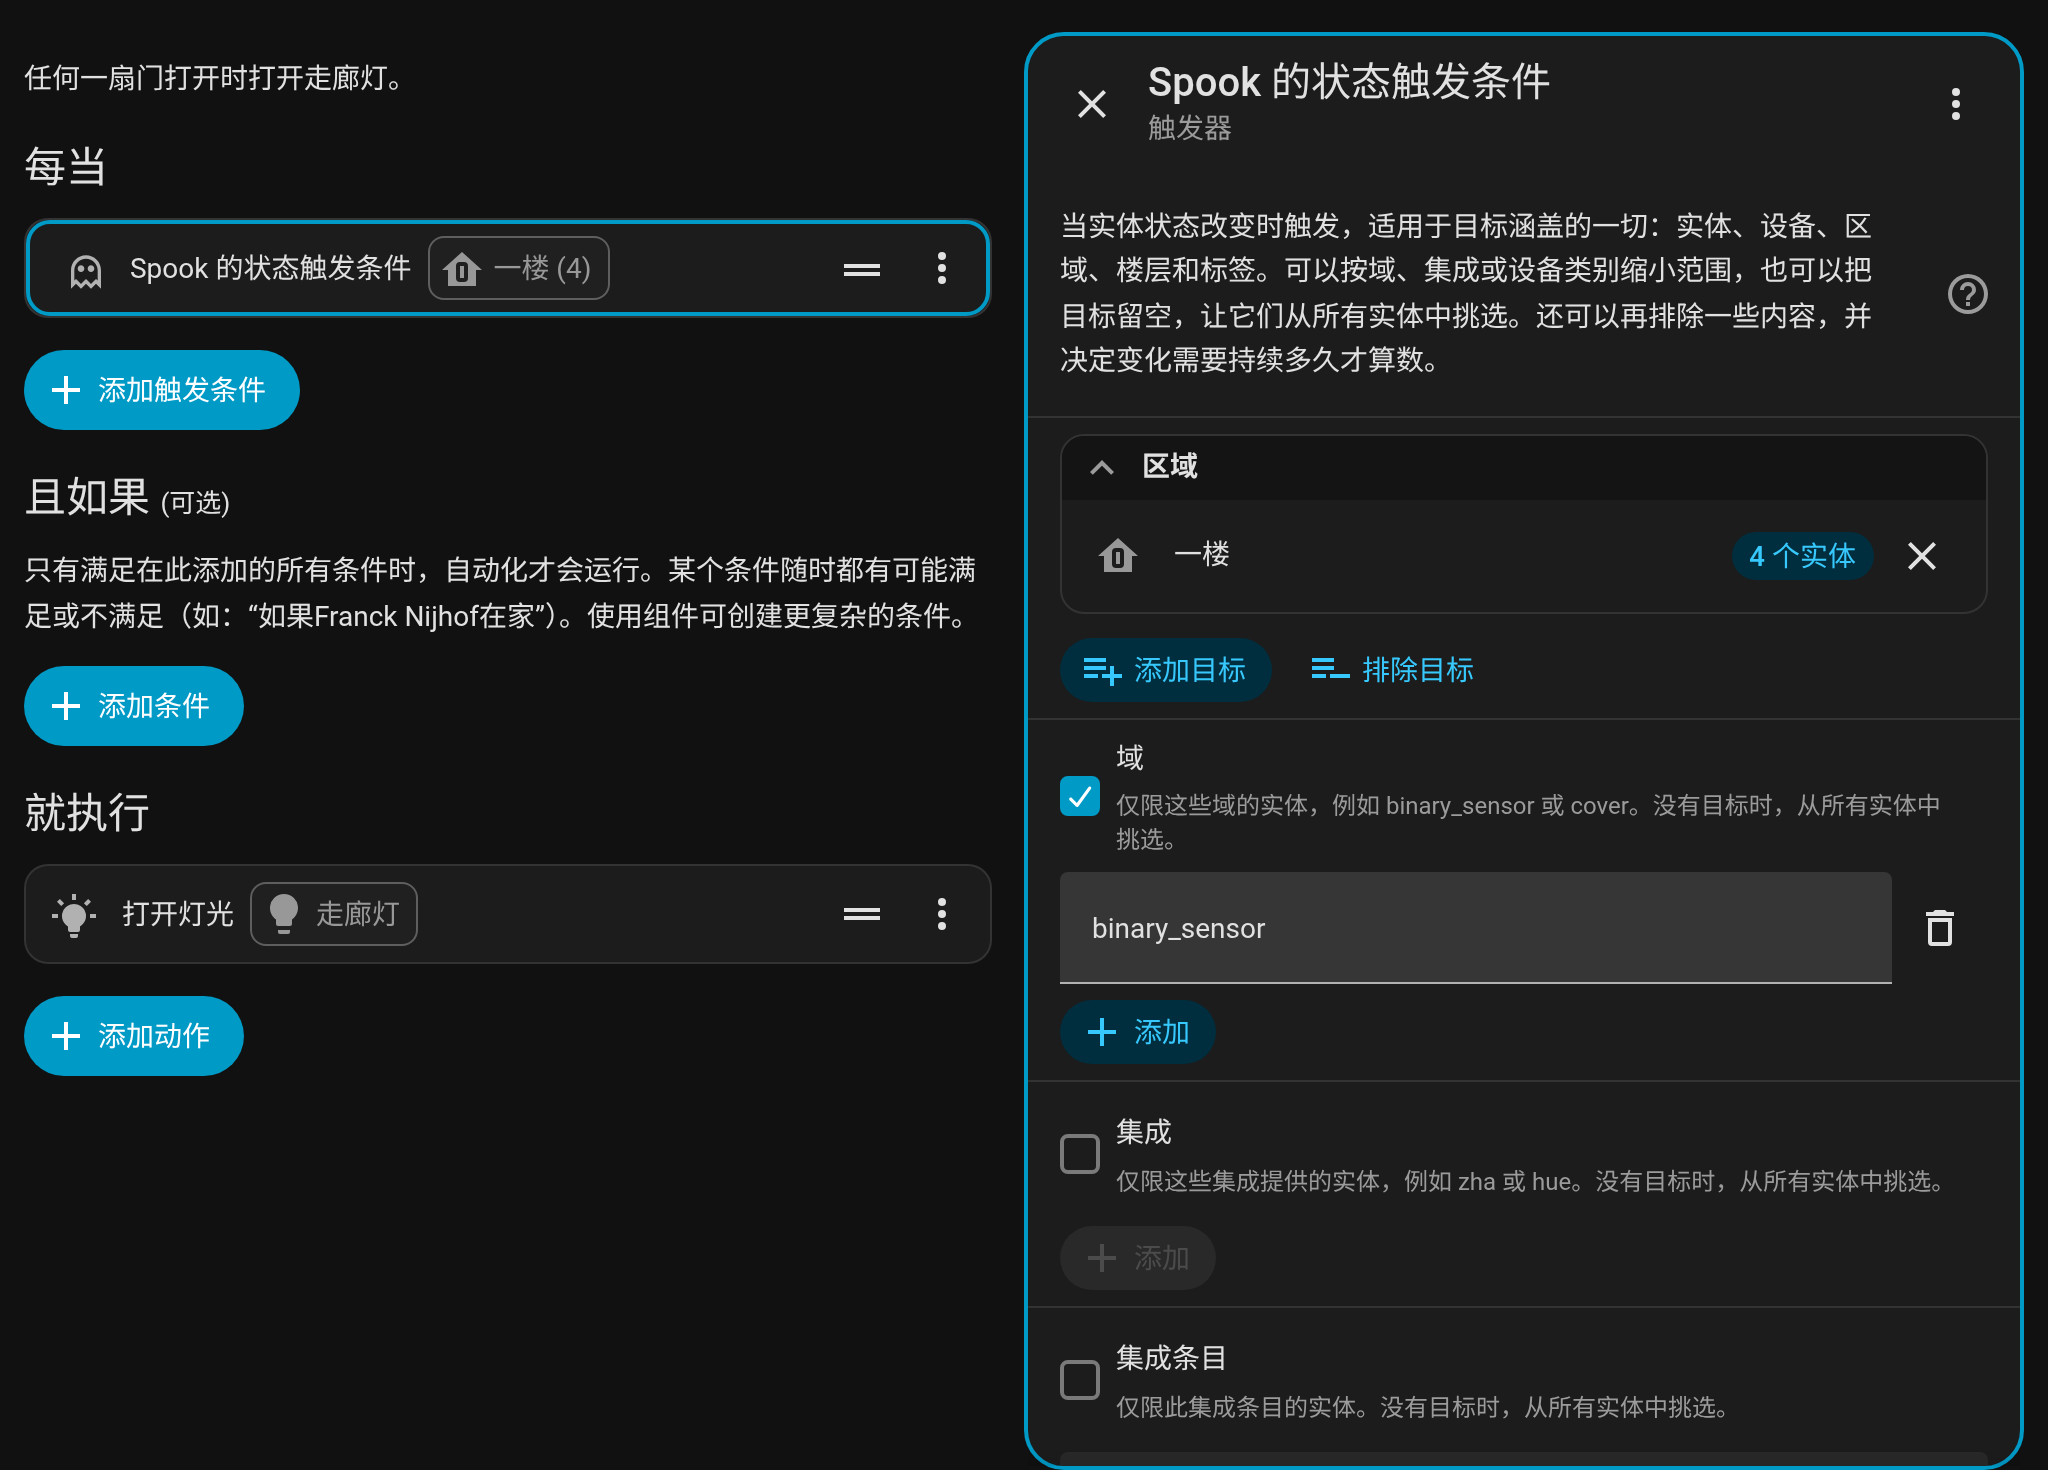 任何一扇门打开时打开走廊灯。
每当
Spook 的状态触发条件
一楼 (4)
添加触发条件
且如果 (可选)
只有满足在此添加的所有条件时，自动化才会运行。某个条件随时都有可能满
足或不满足（如：“如果Franck Nijhof在家”）。使用组件可创建更复杂的条件。
添加条件
就执行
打开灯光
走廊灯
添加动作
Spook 的状态触发条件
触发器
当实体状态改变时触发，适用于目标涵盖的一切：实体、设备、区
域、楼层和标签。可以按域、集成或设备类别缩小范围，也可以把
目标留空，让它们从所有实体中挑选。还可以再排除一些内容，并
决定变化需要持续多久才算数。
区域
一楼
4 个实体
添加目标
排除目标
域
仅限这些域的实体，例如 binary_sensor 或 cover。没有目标时，从所有实体中
挑选。
binary_sensor
添加
集成
仅限这些集成提供的实体，例如 zha 或 hue。没有目标时，从所有实体中挑选。
添加
集成条目
仅限此集成条目的实体。没有目标时，从所有实体中挑选。